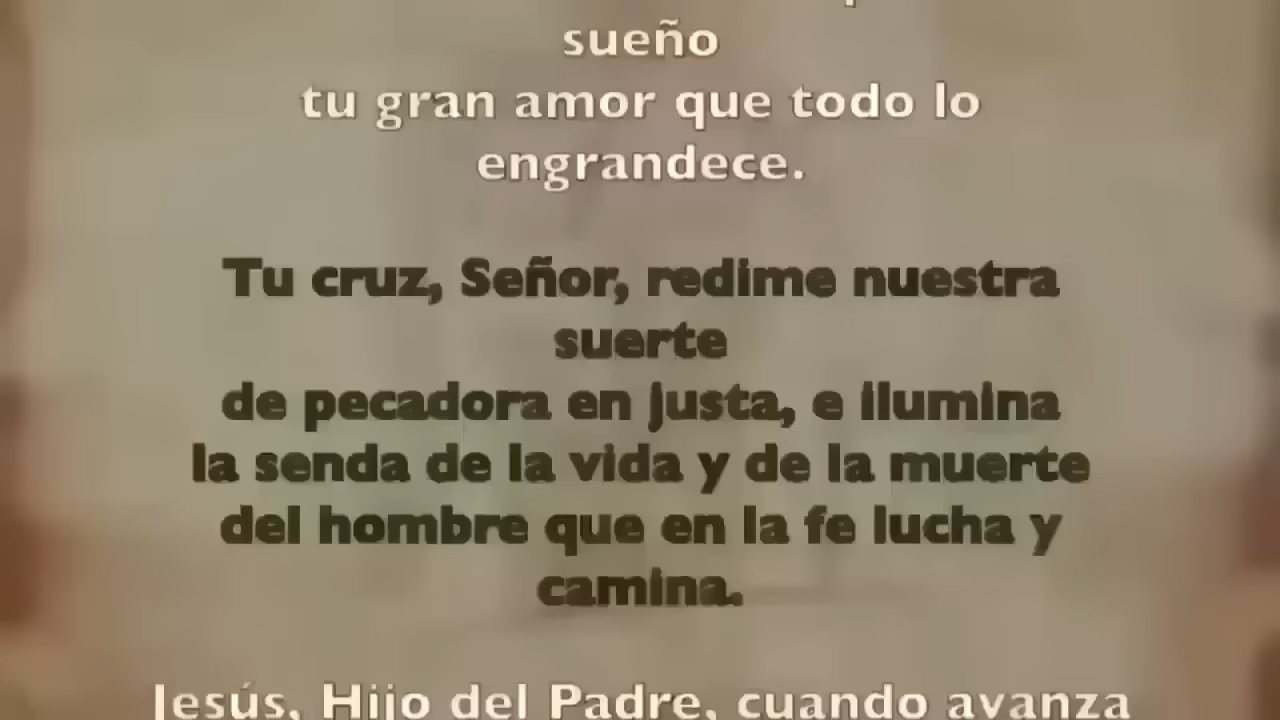 sueño
tu gran amor que todo lo
engrandece.
Tu cruz, Señor, redime nuestra
suerte
de pecadora en justa, e ilumina
la senda de la vida y de la muerte
del hombre que en la fe lucha y
camina.
Jesús, Hijo del Padre, cuando avanza